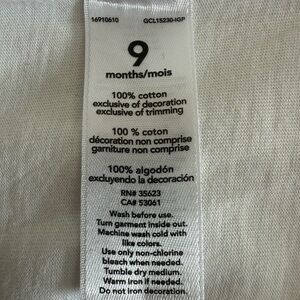 16910610 GCL15230-IGP
9
months/mois
100% cotton
exclusive of decoration
exclusive of trimming
100 % coton
décoration non comprise
garniture non comprise
100% algodón
excluyendo la decoración
RN# 35623
CA# 53061
Wash before use.
Turn garment inside out.
Machine wash cold with
like colors.
Use only non-chlorine
bleach when needed.
Tumble dry medium.
Warm iron if needed.
Do not iron decoration.